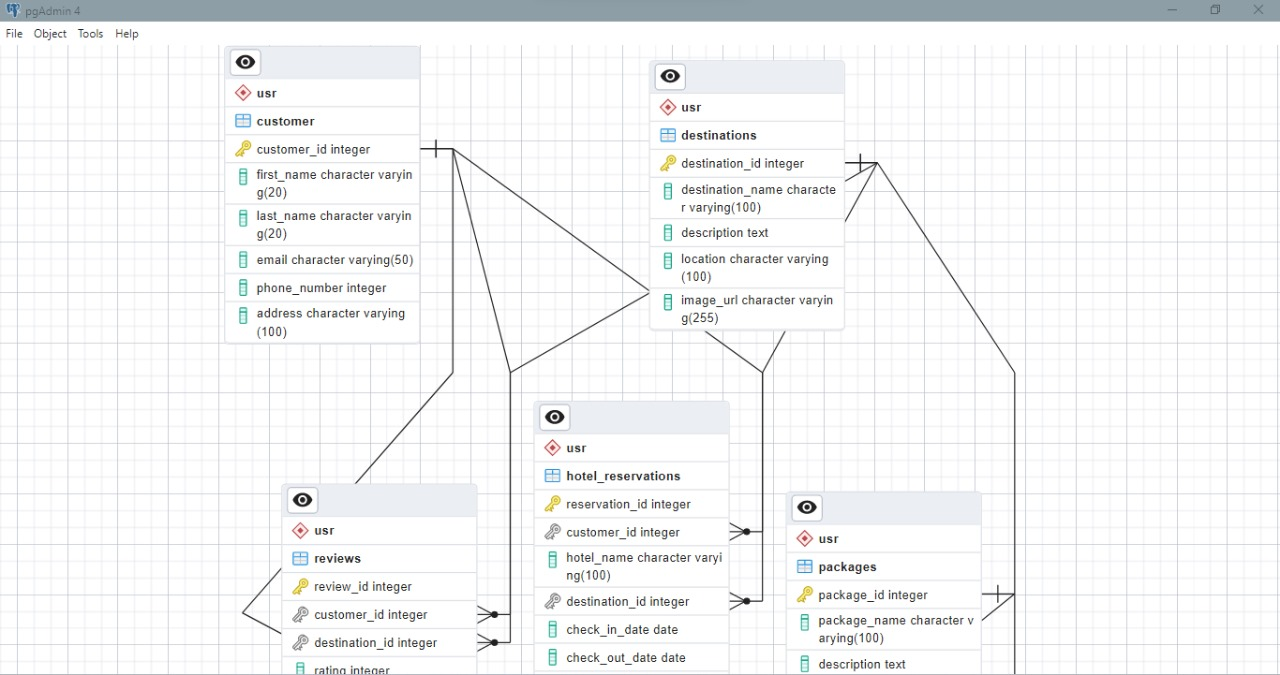 pgAdmin 4
File Object Tools Help
usr
customer
customer_id integer
first_name character varyin
g(20)
last_name character varyin
g(20)
email character varying(50)
phone_number integer
address character varying
(100)
usr
destinations
destination_id integer
destination_name characte
r varying(100)
description text
location character varying
(100)
image_url character varyin
g(255)
usr
reviews
review_id integer
customer_id integer
destination_id integer
rating integer
usr
hotel_reservations
reservation_id integer
customer_id integer
hotel_name character varyi
ng(100)
destination_id integer
check_in_date date
check_out_date date
usr
packages
package_id integer
package_name character v
arying(100)
description text